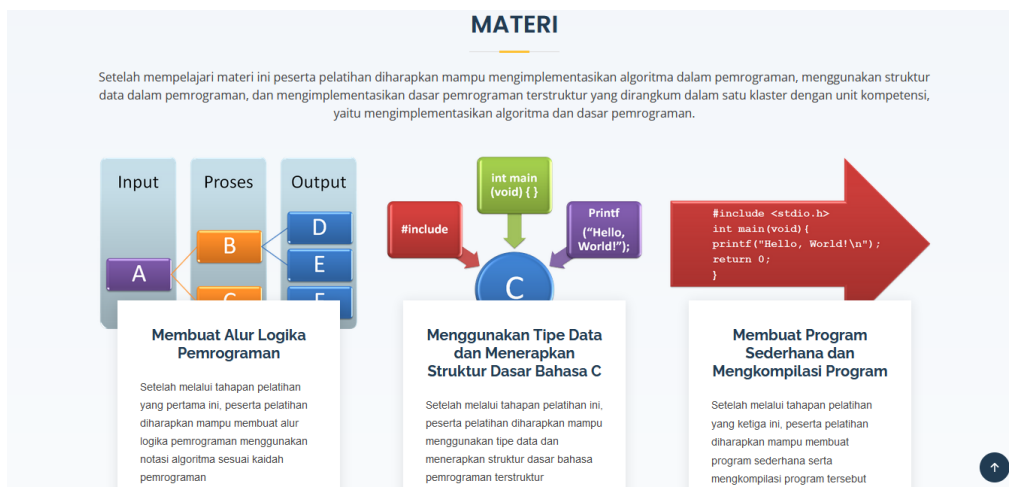 MATERI
Setelah mempelajari materi ini peserta pelatihan diharapkan mampu mengimplementasikan algoritma dalam pemrograman, menggunakan struktur
data dalam pemrograman, dan mengimplementasikan dasar pemrograman terstruktur yang dirangkum dalam satu klaster dengan unit kompetensi,
yaitu mengimplementasikan algoritma dan dasar pemrograman.
Input
Proses
Output
A
B
D
E
#include
int main
(void) { }
Printf
(“Hello,
World!”);
C
#include <stdio.h>
int main(void){
printf("Hello, World!\n");
return 0;
}
Membuat Alur Logika
Pemrograman
Setelah melalui tahapan pelatihan
yang pertama ini, peserta pelatihan
diharapkan mampu membuat alur
logika pemrograman menggunakan
notasi algoritma sesuai kaidah
pemrograman
Menggunakan Tipe Data
dan Menerapkan
Struktur Dasar Bahasa C
Setelah melalui tahapan pelatihan ini,
peserta pelatihan diharapkan mampu
menggunakan tipe data dan
menerapkan struktur dasar bahasa
pemrograman terstruktur
Membuat Program
Sederhana dan
Mengkompilasi Program
Setelah melalui tahapan pelatihan
yang ketiga ini, peserta pelatihan
diharapkan mampu membuat
program sederhana serta
mengkompilasi program tersebut